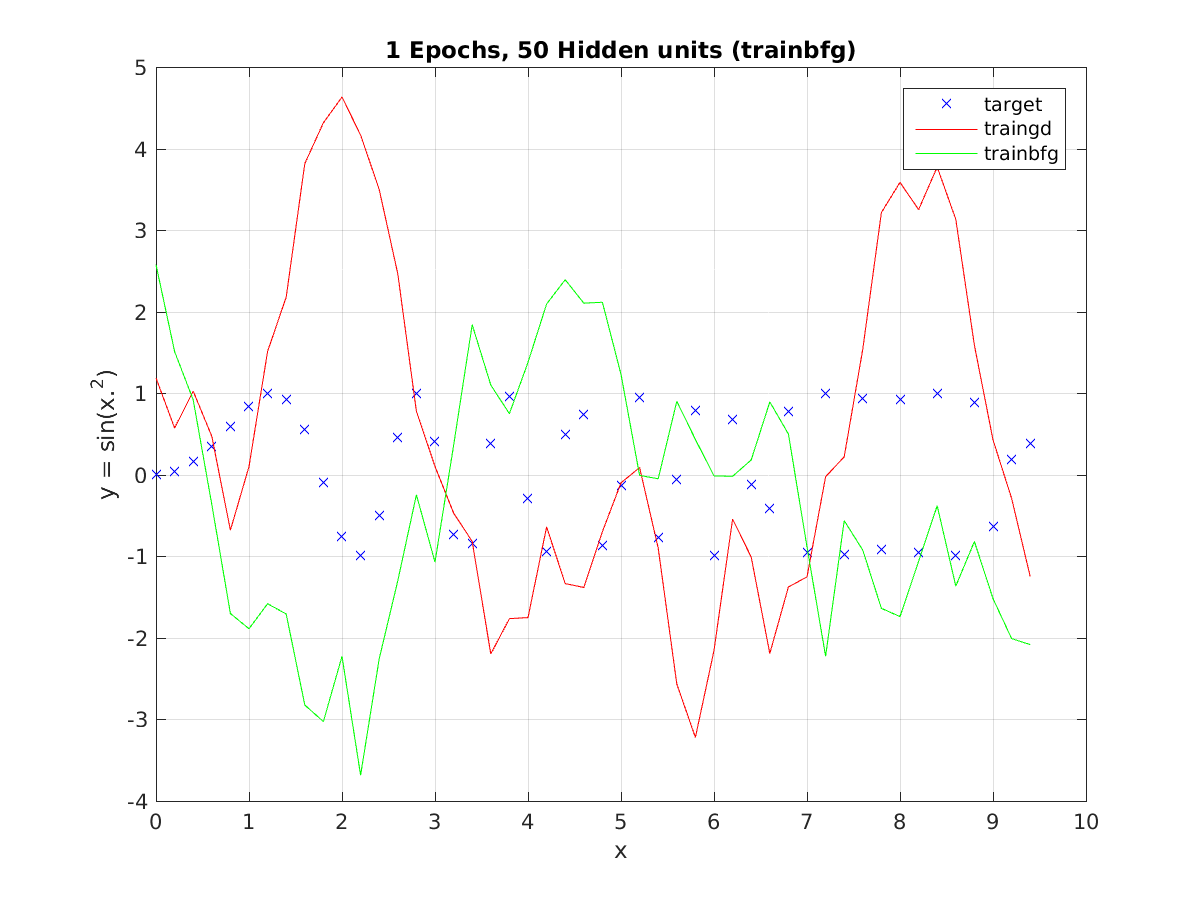 1 Epochs, 50 Hidden units (trainbfg)
target
traingd
trainbfg
5
4
3
2
1
0
-1
-2
-3
-4
y = sin(x.²)
0 1 2 3 4 5 6 7 8 9 10
x